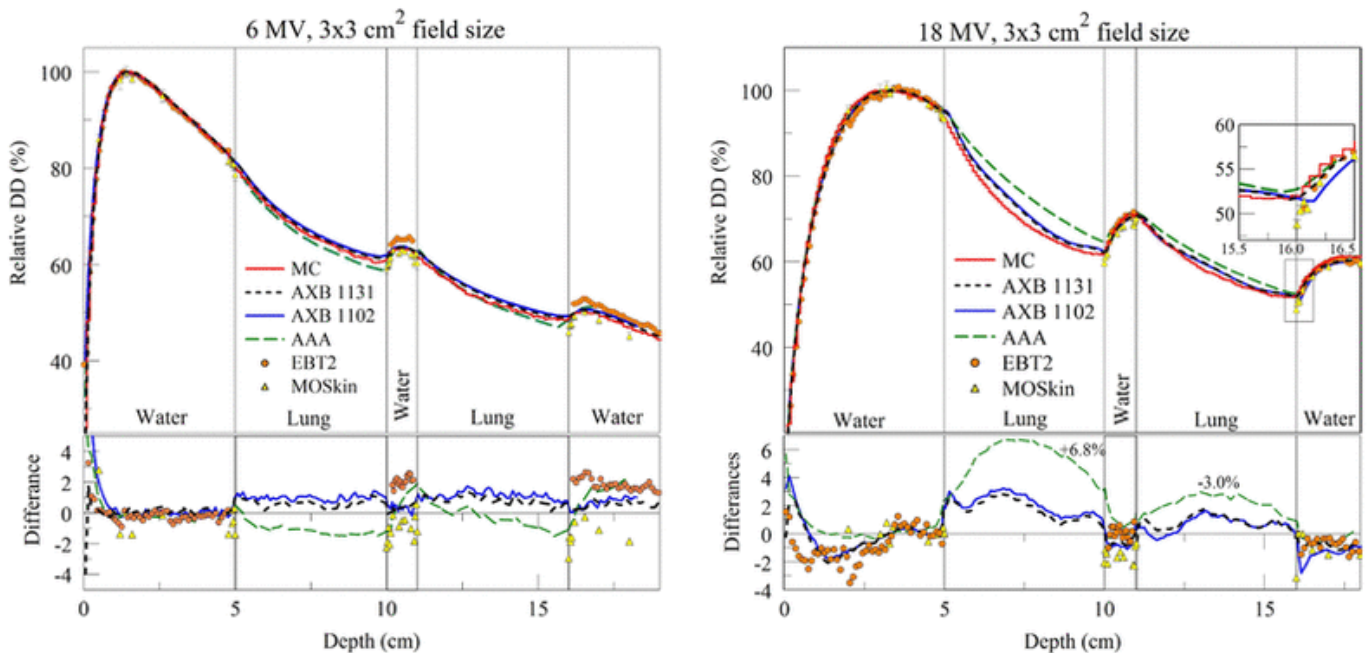 6 MV, 3x3 cm² field size
Relative DD (%)
100
80
60
40
MC
AXB 1131
AXB 1102
AAA
EBT2
MOSkin
Water
Lung
Water
Lung
Water
Differance
4
2
0
-2
-4
0
5
10
15
Depth (cm)
18 MV, 3x3 cm² field size
Relative DD (%)
100
80
60
40
60
55
50
15.5
16.0
16.5
MC
AXB 1131
AXB 1102
AAA
EBT2
MOSkin
Water
Lung
Water
Lung
Water
Differences
6
4
2
0
-2
-4
+6.8%
-3.0%
0
5
10
15
Depth (cm)